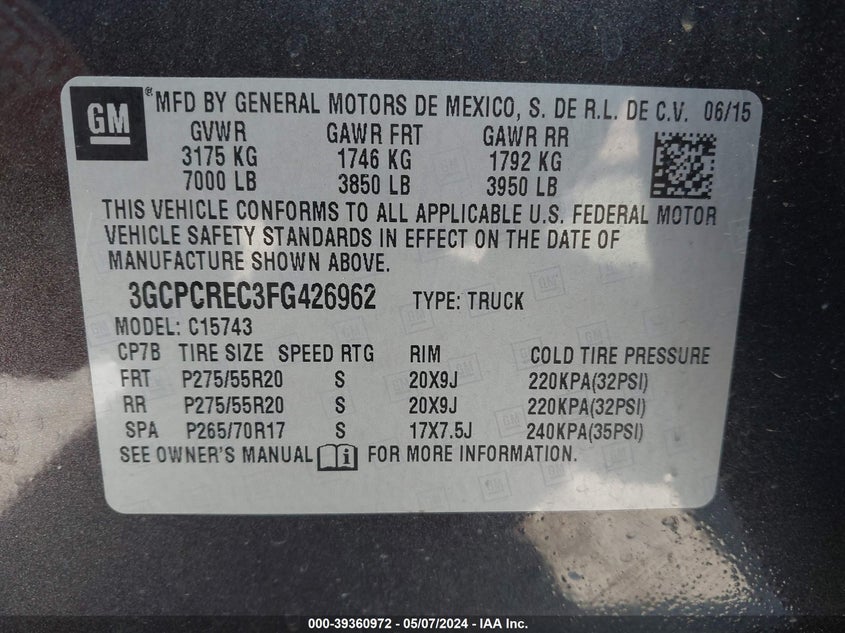 GM
®MFD BY GENERAL MOTORS DE MEXICO, S. DE R.L. DE C.V. 06/15
GVWR GAWR FRT GAWR RR
3175 KG 1746 KG 1792 KG
7000 LB 3850 LB 3950 LB
THIS VEHICLE CONFORMS TO ALL APPLICABLE U.S. FEDERAL MOTOR
VEHICLE SAFETY STANDARDS IN EFFECT ON THE DATE OF
MANUFACTURE SHOWN ABOVE.
3GCPCREC3FG426962 TYPE: TRUCK
MODEL: C15743
CP7B TIRE SIZE SPEED RTG RIM COLD TIRE PRESSURE
FRT P275/55R20 S 20X9J 220KPA(32PSI)
RR P275/55R20 S 20X9J 220KPA(32PSI)
SPA P265/70R17 S 17X7.5J 240KPA(35PSI)
SEE OWNER'S MANUAL i FOR MORE INFORMATION.
000-39360972 - 05/07/2024 - IAA Inc.